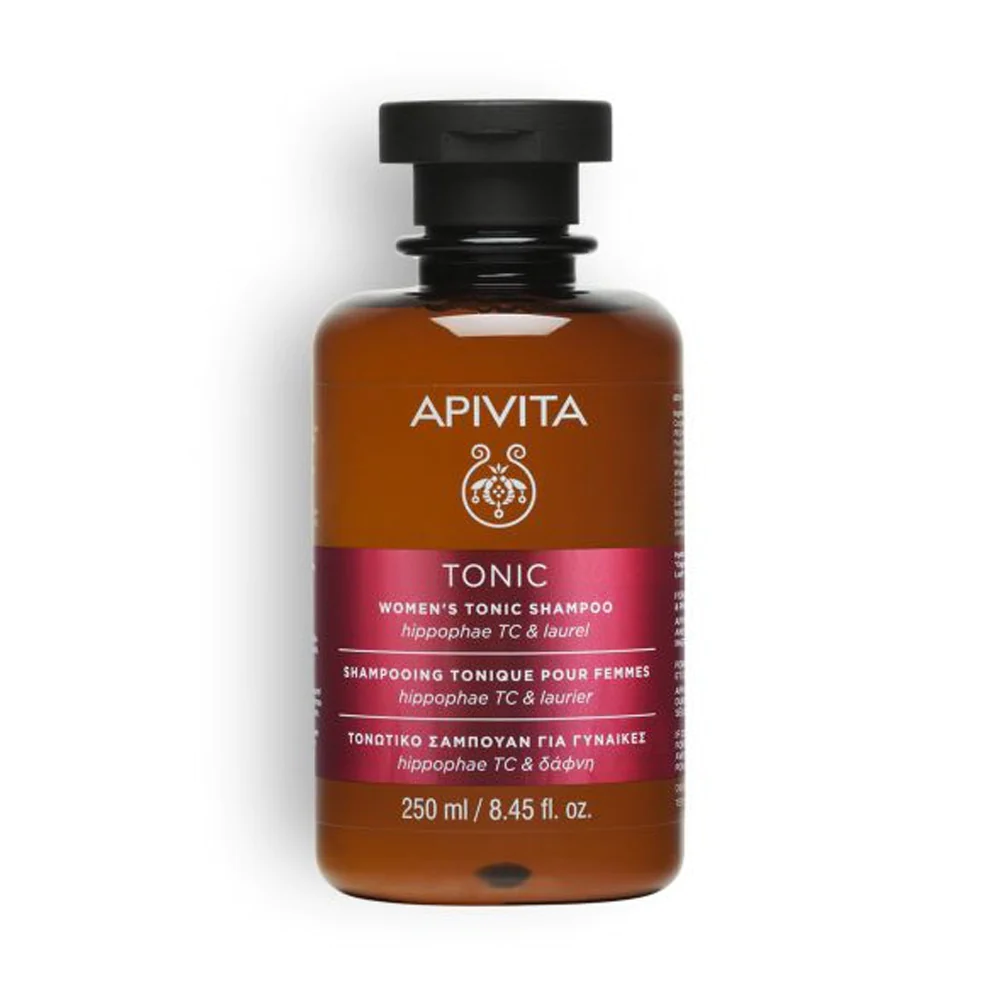 APIVITA
TONIC
WOMEN'S TONIC SHAMPOO
hippophae TC & laurel
SHAMPOOING TONIQUE POUR FEMMES
hippophae TC & laurier
ΤΟΝΩΤΙΚΟ ΣΑΜΠΟΥΑΝ ΓΙΑ ΓΥΝΑΙΚΕΣ
hippophae TC & δάφνη
250 ml / 8.45 fl. oz.